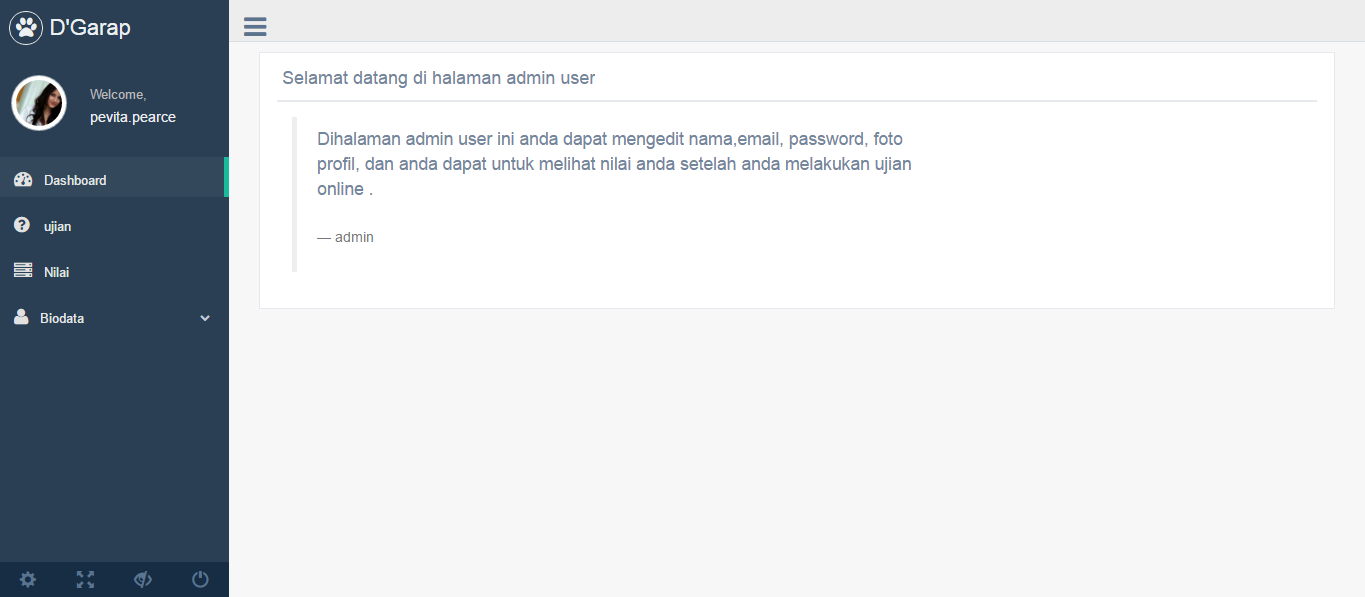 D'Garap
Welcome,
pevita.pearce
Dashboard
ujian
Nilai
Biodata
Selamat datang di halaman admin user
Dihalaman admin user ini anda dapat mengedit nama,email, password, foto
profil, dan anda dapat untuk melihat nilai anda setelah anda melakukan ujian
online .
— admin